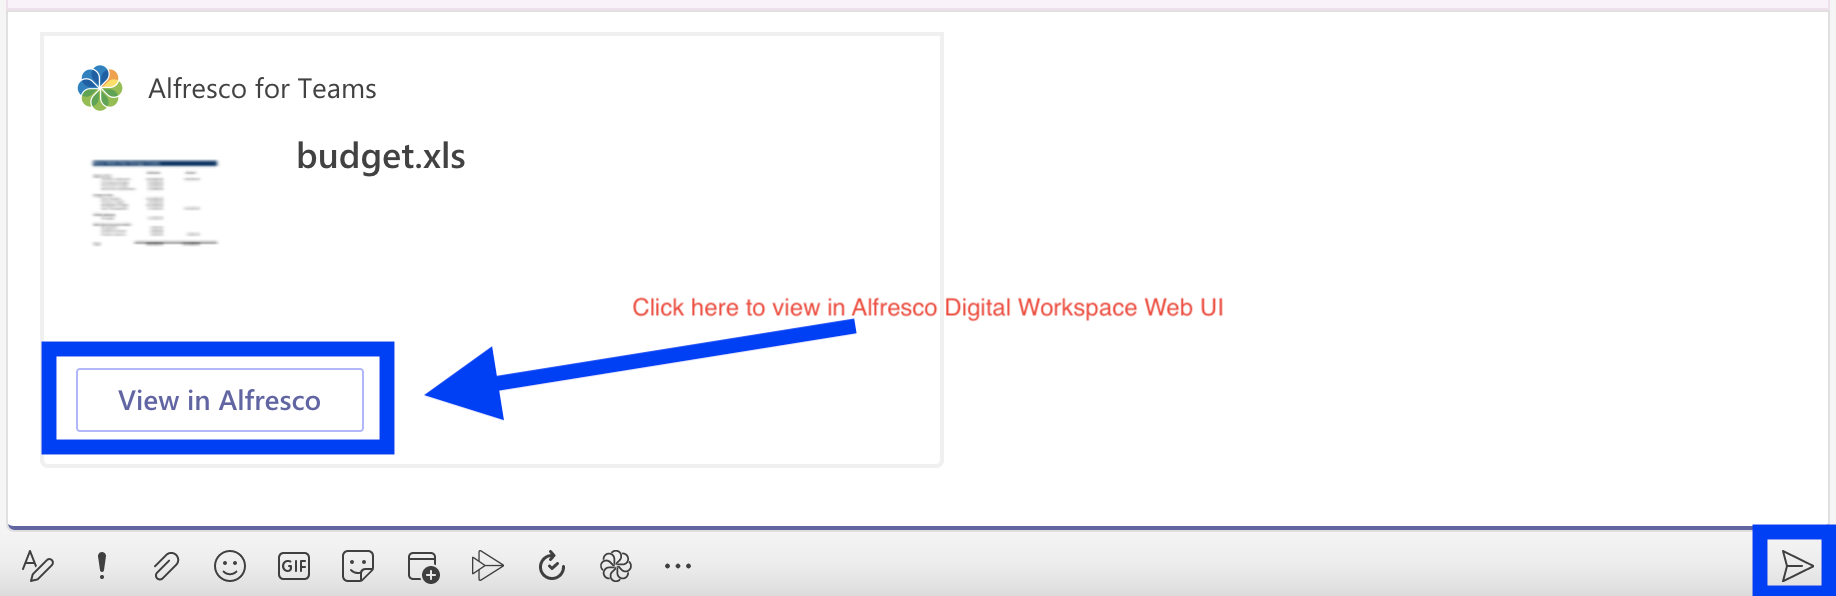 Alfresco for Teams
budget.xls
Click here to view in Alfresco Digital Workspace Web UI
View in Alfresco
GIF